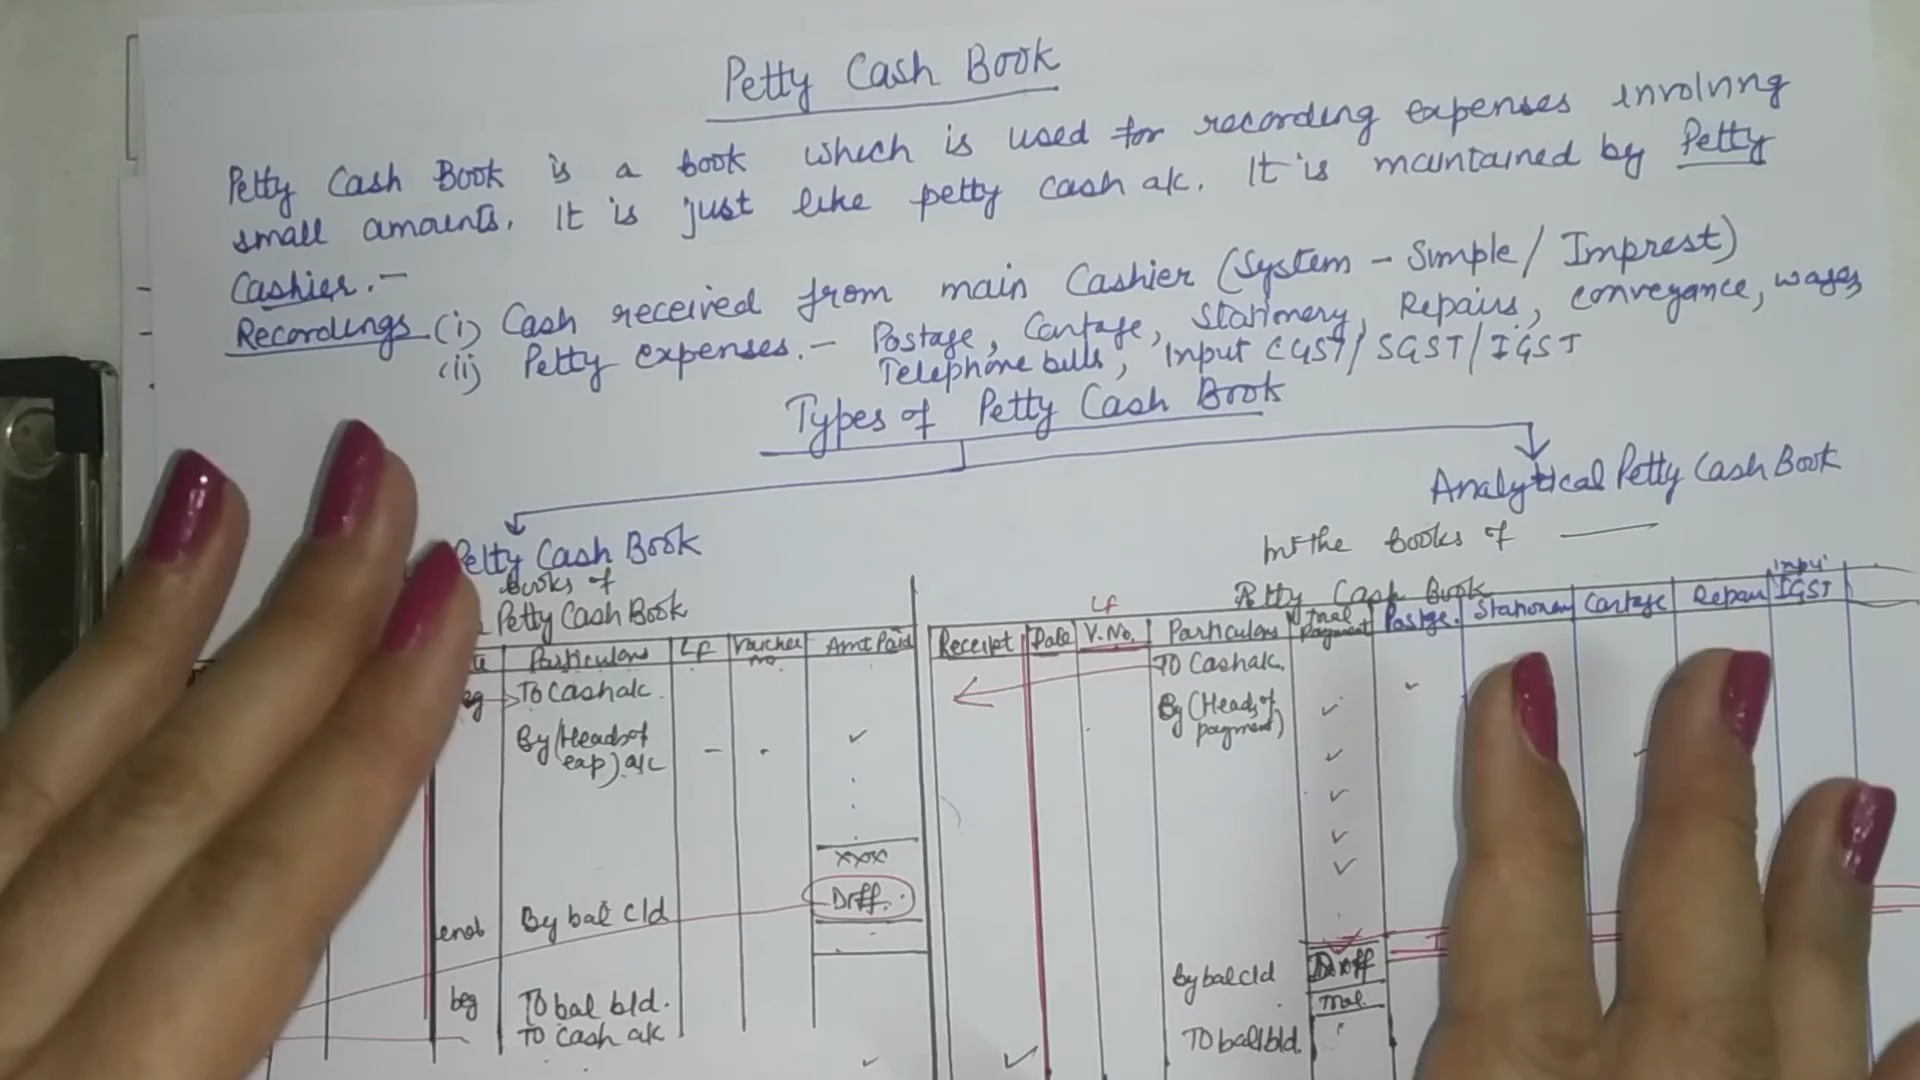 Petty Cash Book
Petty Cash Book is a book which is used for recording expenses involving
small amounts. It is just like petty cash a/c. It is maintained by Petty
Cashier.-
Recordings (i) Cash received from main Cashier (System - Simple / Imprest)
(ii) Petty expenses.- Postage, Cartage, Stationery, Repairs, conveyance, wages
Telephone bills, Input CGST/SGST/IGST
Types of Petty Cash Book
Petty Cash Book
Analytical Petty Cash Book
books of
In the books of
Petty Cash Book
Petty Cash Book
Particulars LF Voucher no. Amt Paid
Receipt Date V.No. LF Particulars Total Payment Postge. Stationery Cartage Repair Input IGST
To Cash a/c.
To Cash a/c.
By (Heads of exp) a/c
By (Heads of payment)
xxx
Diff.
end By bal c/d
By bal c/d Diff
beg To bal b/d.
To Cash a/c
To bal b/d